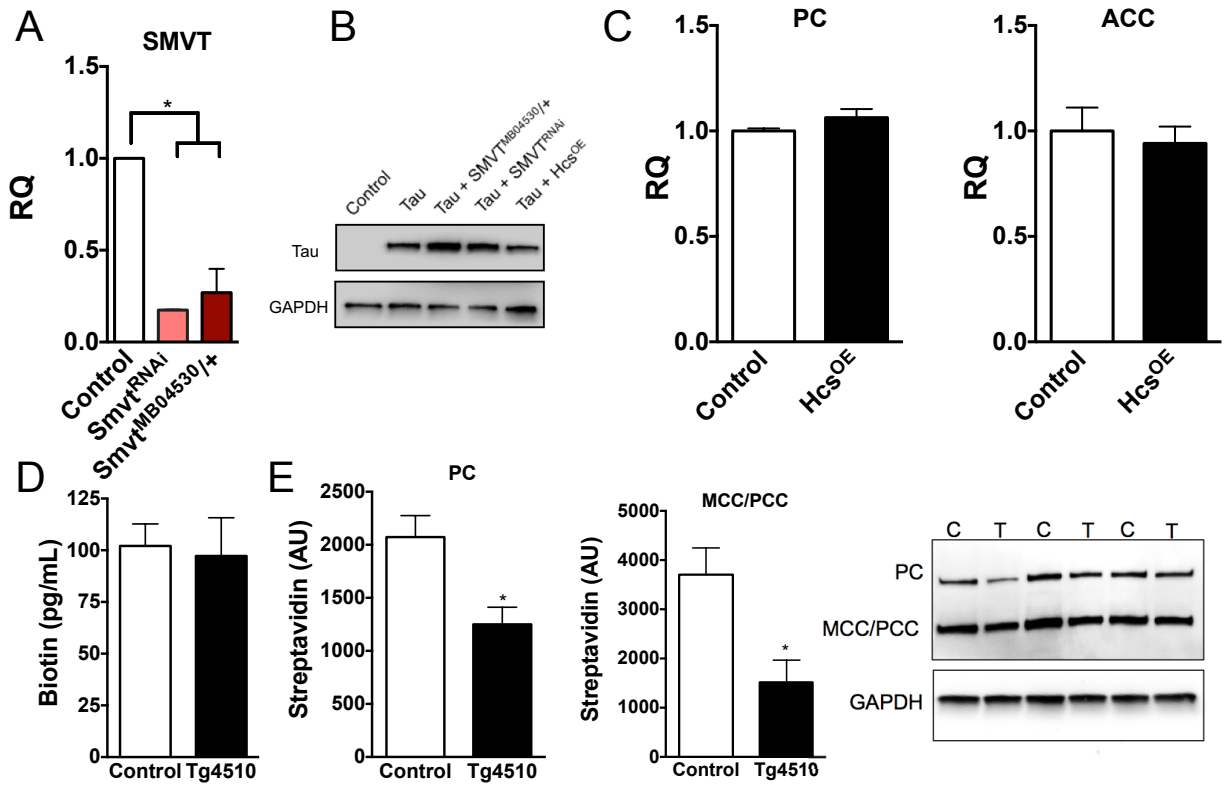 A
SMVT
RQ
1.5
1.0
0.5
0.0
*
Control
Smvt^RNAi
Smvt^MB04530/+
B
Control
Tau
Tau + SMVT^MB04530/+
Tau + SMVT^RNAi
Tau + Hcs^OE
Tau
GAPDH
C
PC
RQ
1.5
1.0
0.5
0.0
Control
Hcs^OE
ACC
RQ
1.5
1.0
0.5
0.0
Control
Hcs^OE
D
Biotin (pg/mL)
125
100
75
50
25
0
Control Tg4510
E
PC
Streptavidin (AU)
2500
2000
1500
1000
500
0
*
Control Tg4510
MCC/PCC
Streptavidin (AU)
5000
4000
3000
2000
1000
0
*
Control Tg4510
C T C T C T
PC
MCC/PCC
GAPDH